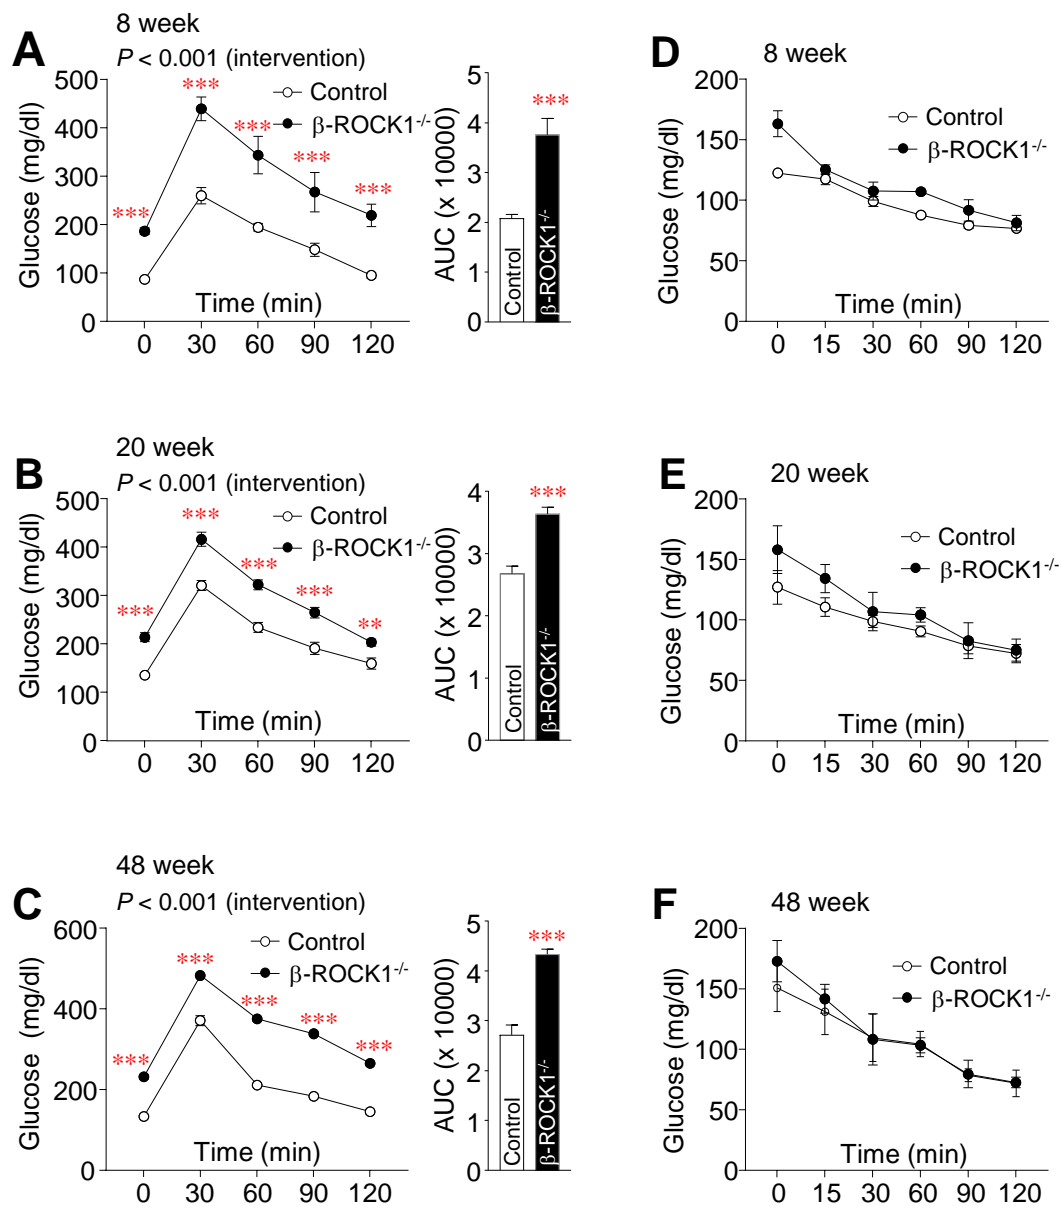 A
8 week
P < 0.001 (intervention)
Glucose (mg/dl)
500
400
300
200
100
0
***
***
***
***
***
Control
β-ROCK1-/-
Time (min)
0 30 60 90 120
AUC (x 10000)
5
4
3
2
1
0
***
Control
β-ROCK1-/-
D
8 week
Glucose (mg/dl)
200
150
100
50
0
Control
β-ROCK1-/-
Time (min)
0 15 30 60 90 120
B
20 week
P < 0.001 (intervention)
Glucose (mg/dl)
500
400
300
200
100
0
***
***
***
***
**
Control
β-ROCK1-/-
Time (min)
0 30 60 90 120
AUC (x 10000)
4
3
2
1
0
***
Control
β-ROCK1-/-
E
20 week
Glucose (mg/dl)
200
150
100
50
0
Control
β-ROCK1-/-
Time (min)
0 15 30 60 90 120
C
48 week
P < 0.001 (intervention)
Glucose (mg/dl)
600
400
200
0
***
***
***
***
***
Control
β-ROCK1-/-
Time (min)
0 30 60 90 120
AUC (x 10000)
5
4
3
2
1
0
***
Control
β-ROCK1-/-
F
48 week
Glucose (mg/dl)
200
150
100
50
0
Control
β-ROCK1-/-
Time (min)
0 15 30 60 90 120